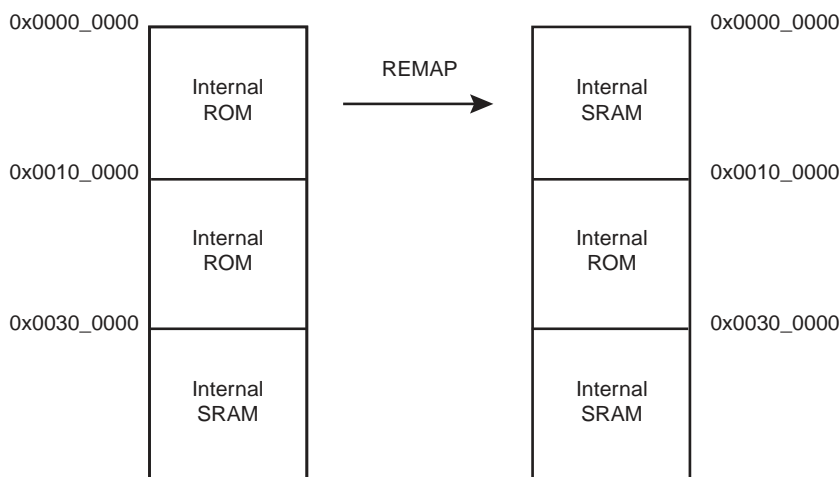 0x0000_0000
Internal
ROM
0x0010_0000
Internal
ROM
0x0030_0000
Internal
SRAM
REMAP
0x0000_0000
Internal
SRAM
0x0010_0000
Internal
ROM
0x0030_0000
Internal
SRAM